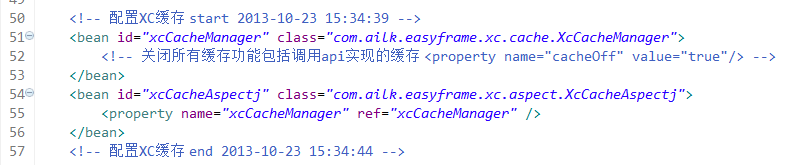 50 <!-- 配置XC缓存 start 2013-10-23 15:34:39 -->
51 <bean id="xcCacheManager" class="com.ailk.easyframe.xc.cache.XcCacheManager">
52 <!-- 关闭所有缓存功能包括调用api实现的缓存 <property name="cacheOff" value="true"/> -->
53 </bean>
54 <bean id="xcCacheAspectj" class="com.ailk.easyframe.xc.aspect.XcCacheAspectj">
55 <property name="xcCacheManager" ref="xcCacheManager" />
56 </bean>
57 <!-- 配置XC缓存 end 2013-10-23 15:34:44 -->